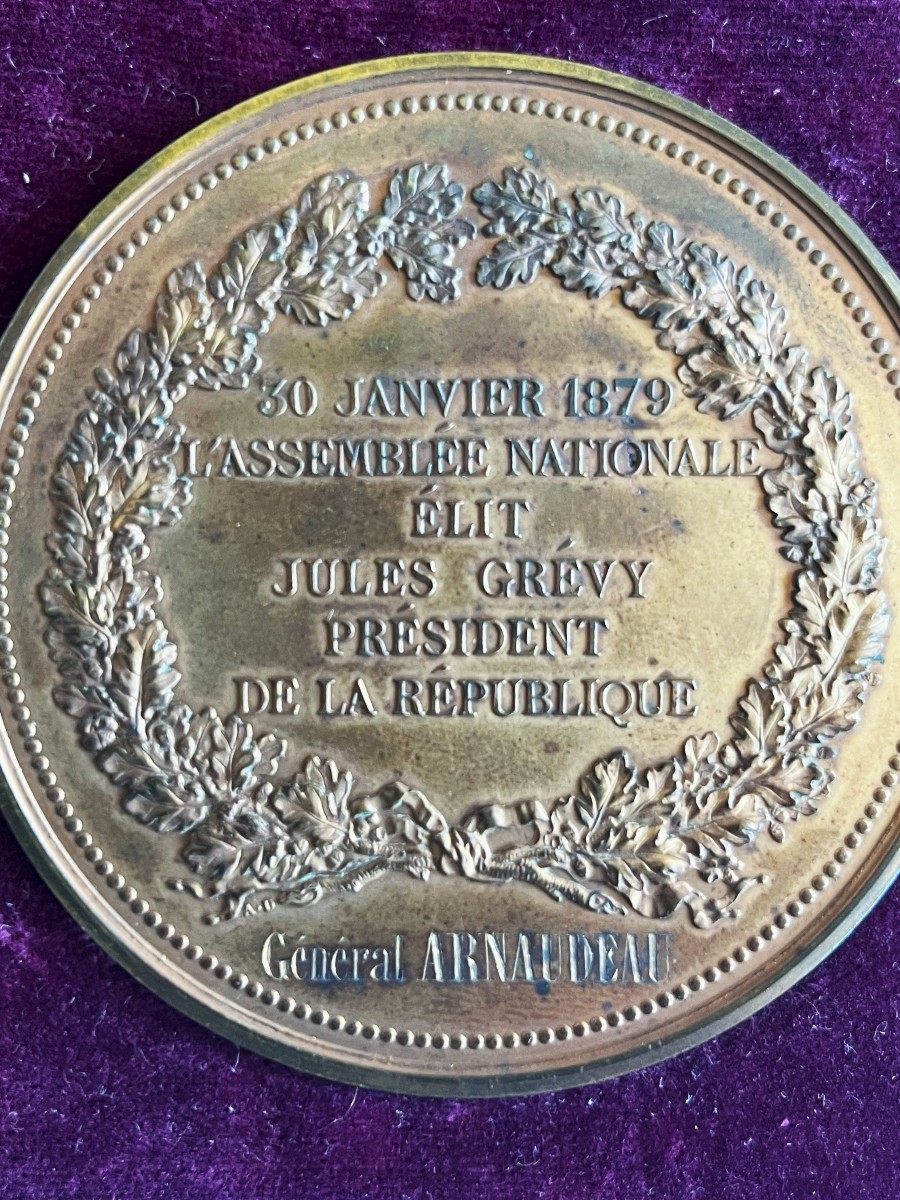 30 JANVIER 1879
L'ASSEMBLÉE NATIONALE
ÉLIT
JULES GRÉVY
PRÉSIDENT
DE LA RÉPUBLIQUE
Général ARNAUDEAU